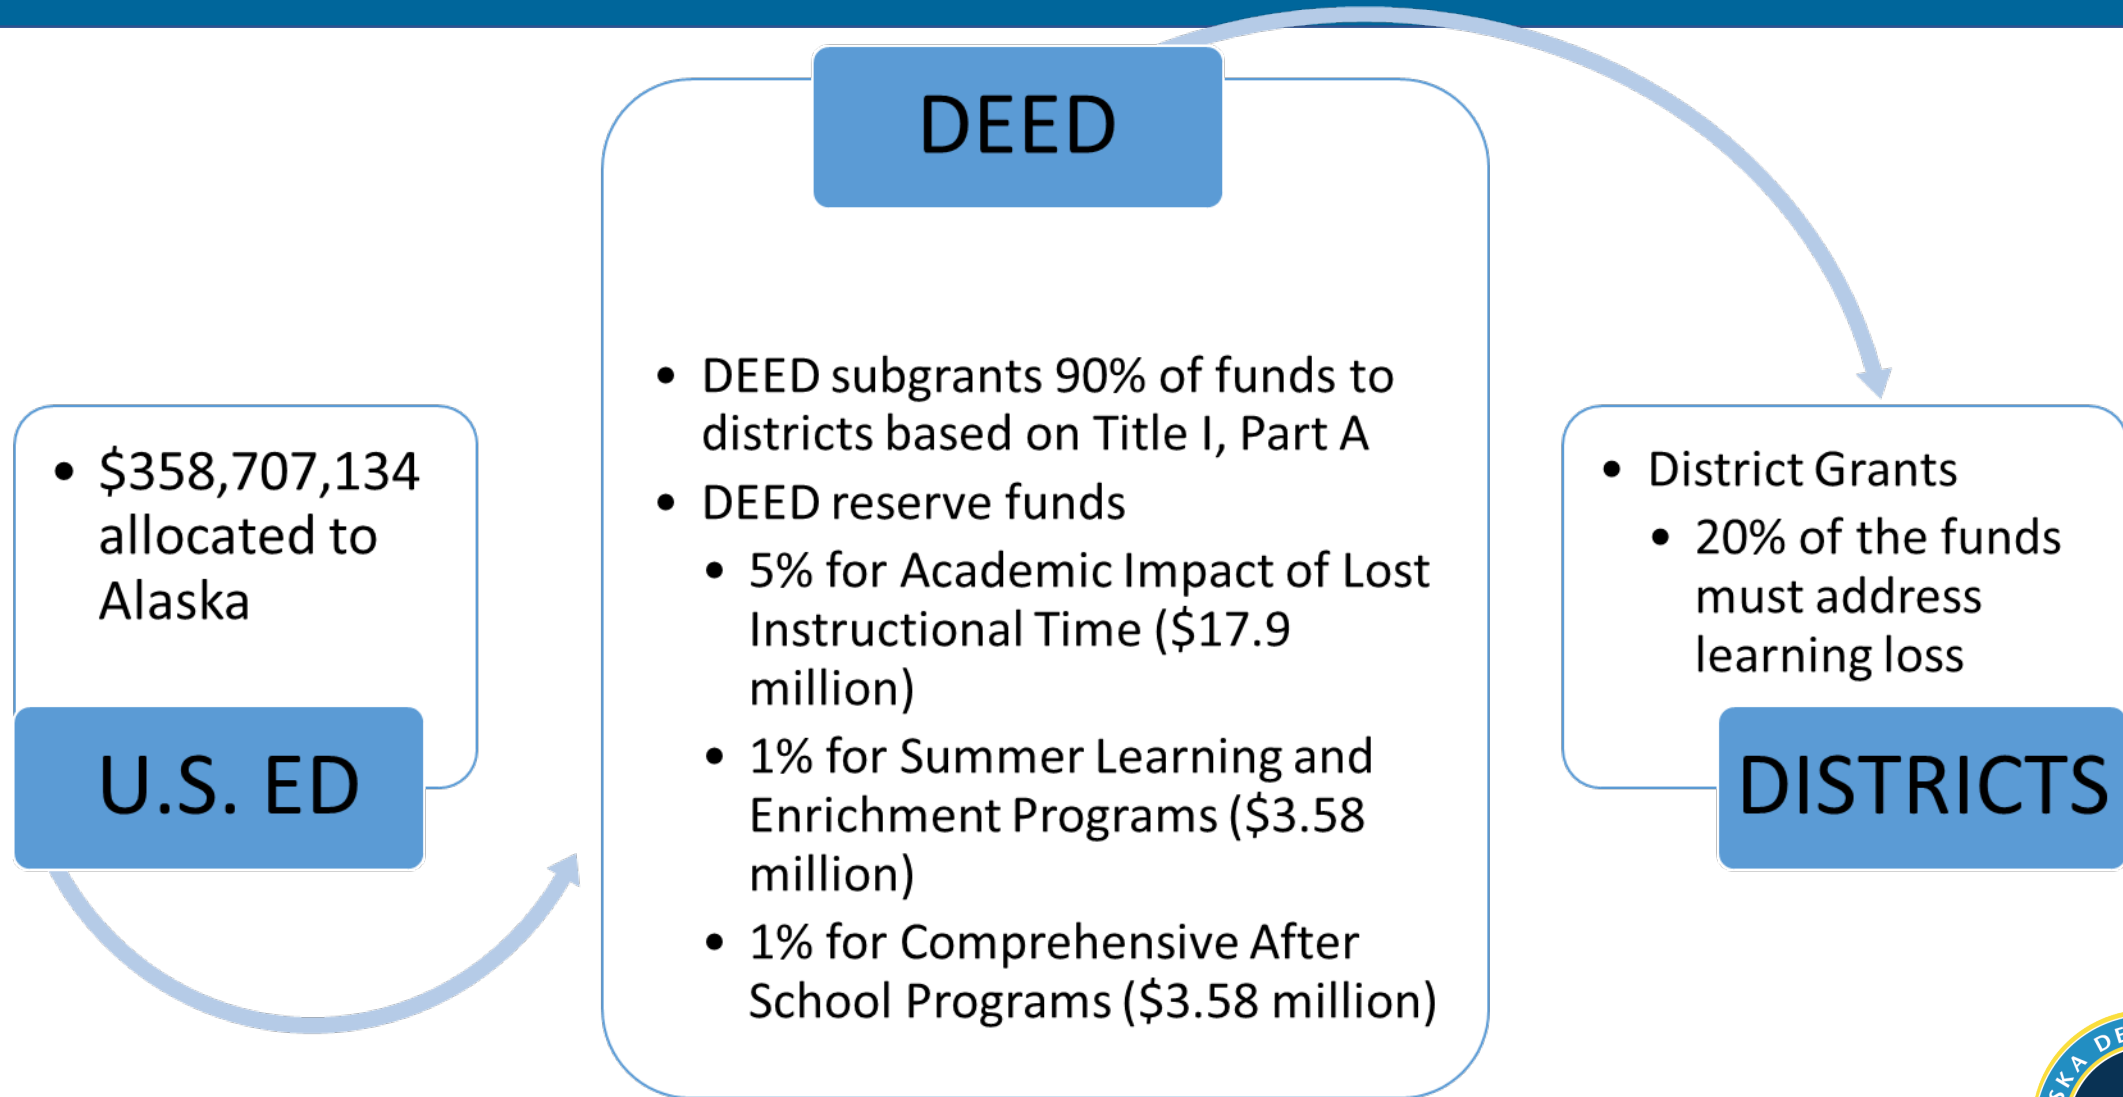 DEED
• DEED subgrants 90% of funds to
districts based on Title I, Part A
• DEED reserve funds
• 5% for Academic Impact of Lost
Instructional Time ($17.9
million)
• 1% for Summer Learning and
Enrichment Programs ($3.58
million)
• 1% for Comprehensive After
School Programs ($3.58 million)
• $358,707,134
allocated to
Alaska
U.S. ED
• District Grants
• 20% of the funds
must address
learning loss
DISTRICTS